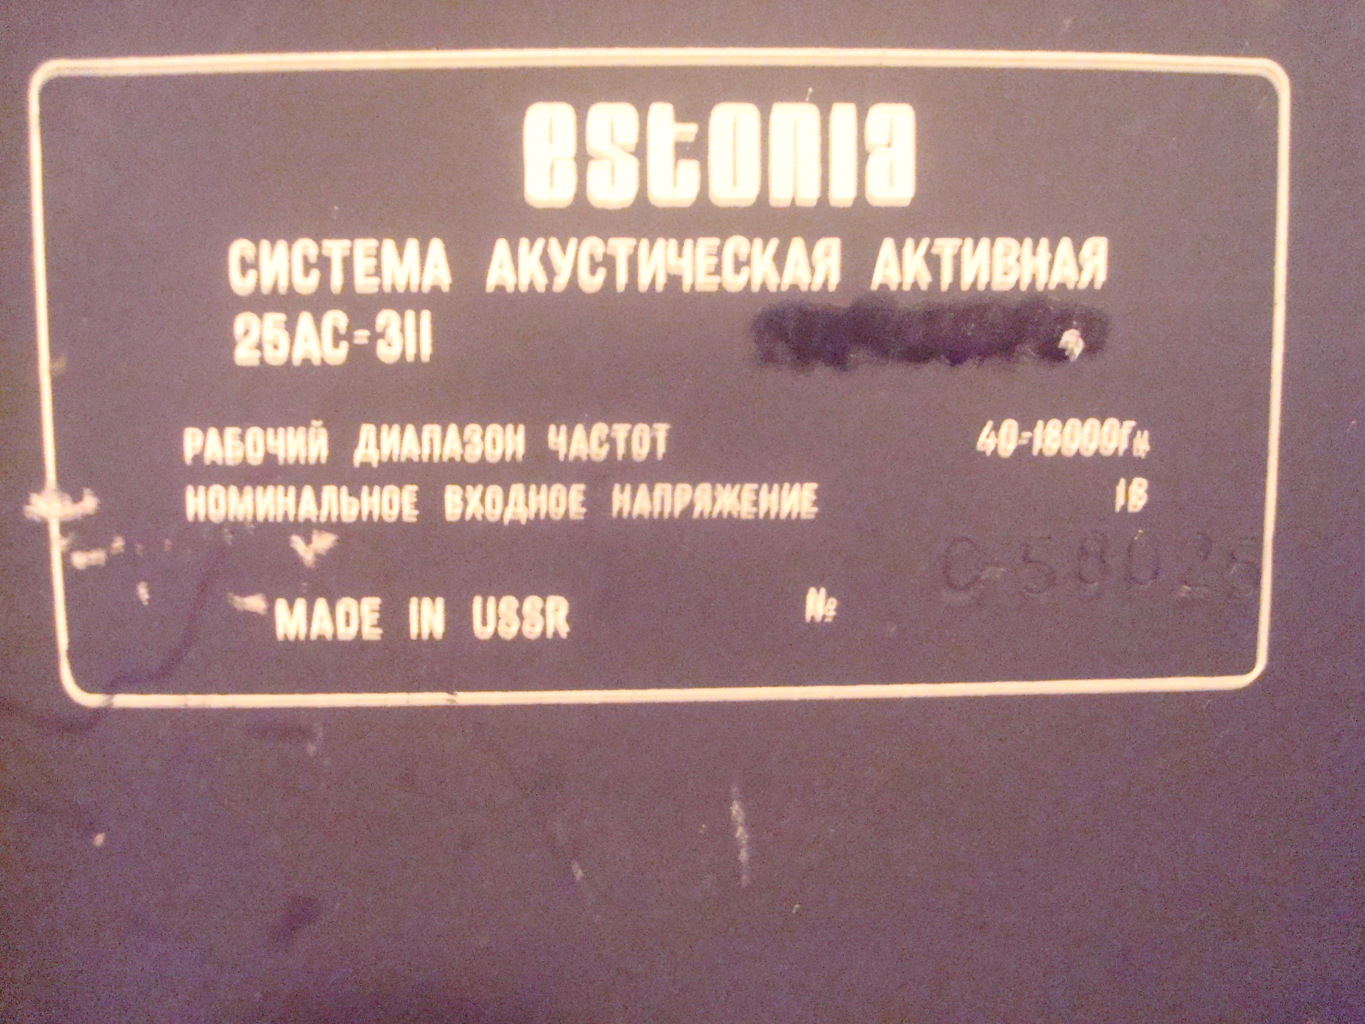 estonia
СИСТЕМА АКУСТИЧЕСКАЯ АКТИВНАЯ
25АС-311
РАБОЧИЙ ДИАПАЗОН ЧАСТОТ 40-18000Гц
НОМИНАЛЬНОЕ ВХОДНОЕ НАПРЯЖЕНИЕ 1В
MADE IN USSR № С58025